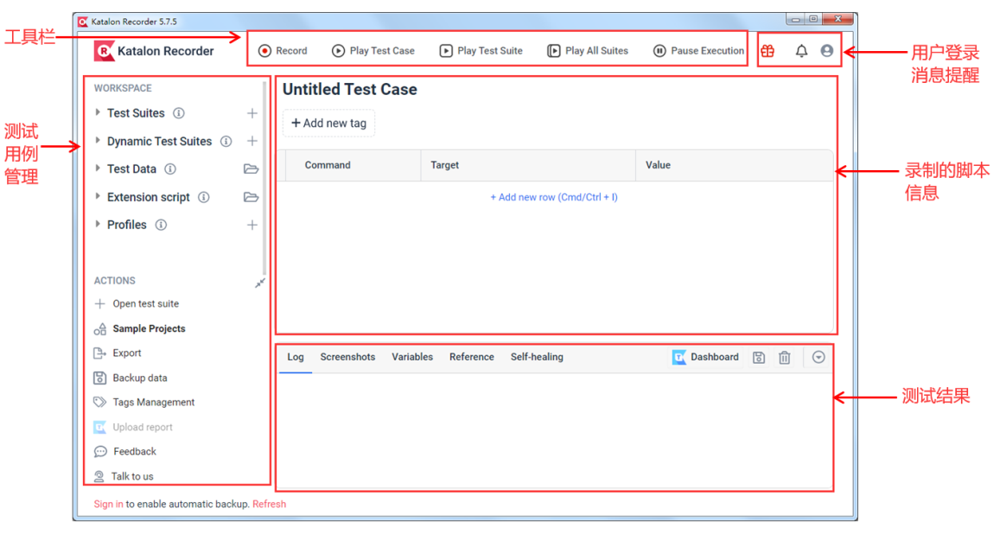 Katalon Recorder 5.7.5
工具栏
Katalon Recorder
Record
Play Test Case
Play Test Suite
Play All Suites
Pause Execution
用户登录
消息提醒
WORKSPACE
Test Suites
Dynamic Test Suites
Test Data
Extension script
Profiles
测试
用例
管理
Untitled Test Case
+ Add new tag
Command
Target
Value
+ Add new row (Cmd/Ctrl + I)
录制的脚本
信息
ACTIONS
Open test suite
Sample Projects
Export
Backup data
Tags Management
Upload report
Feedback
Talk to us
Log
Screenshots
Variables
Reference
Self-healing
Dashboard
测试结果
Sign in to enable automatic backup. Refresh